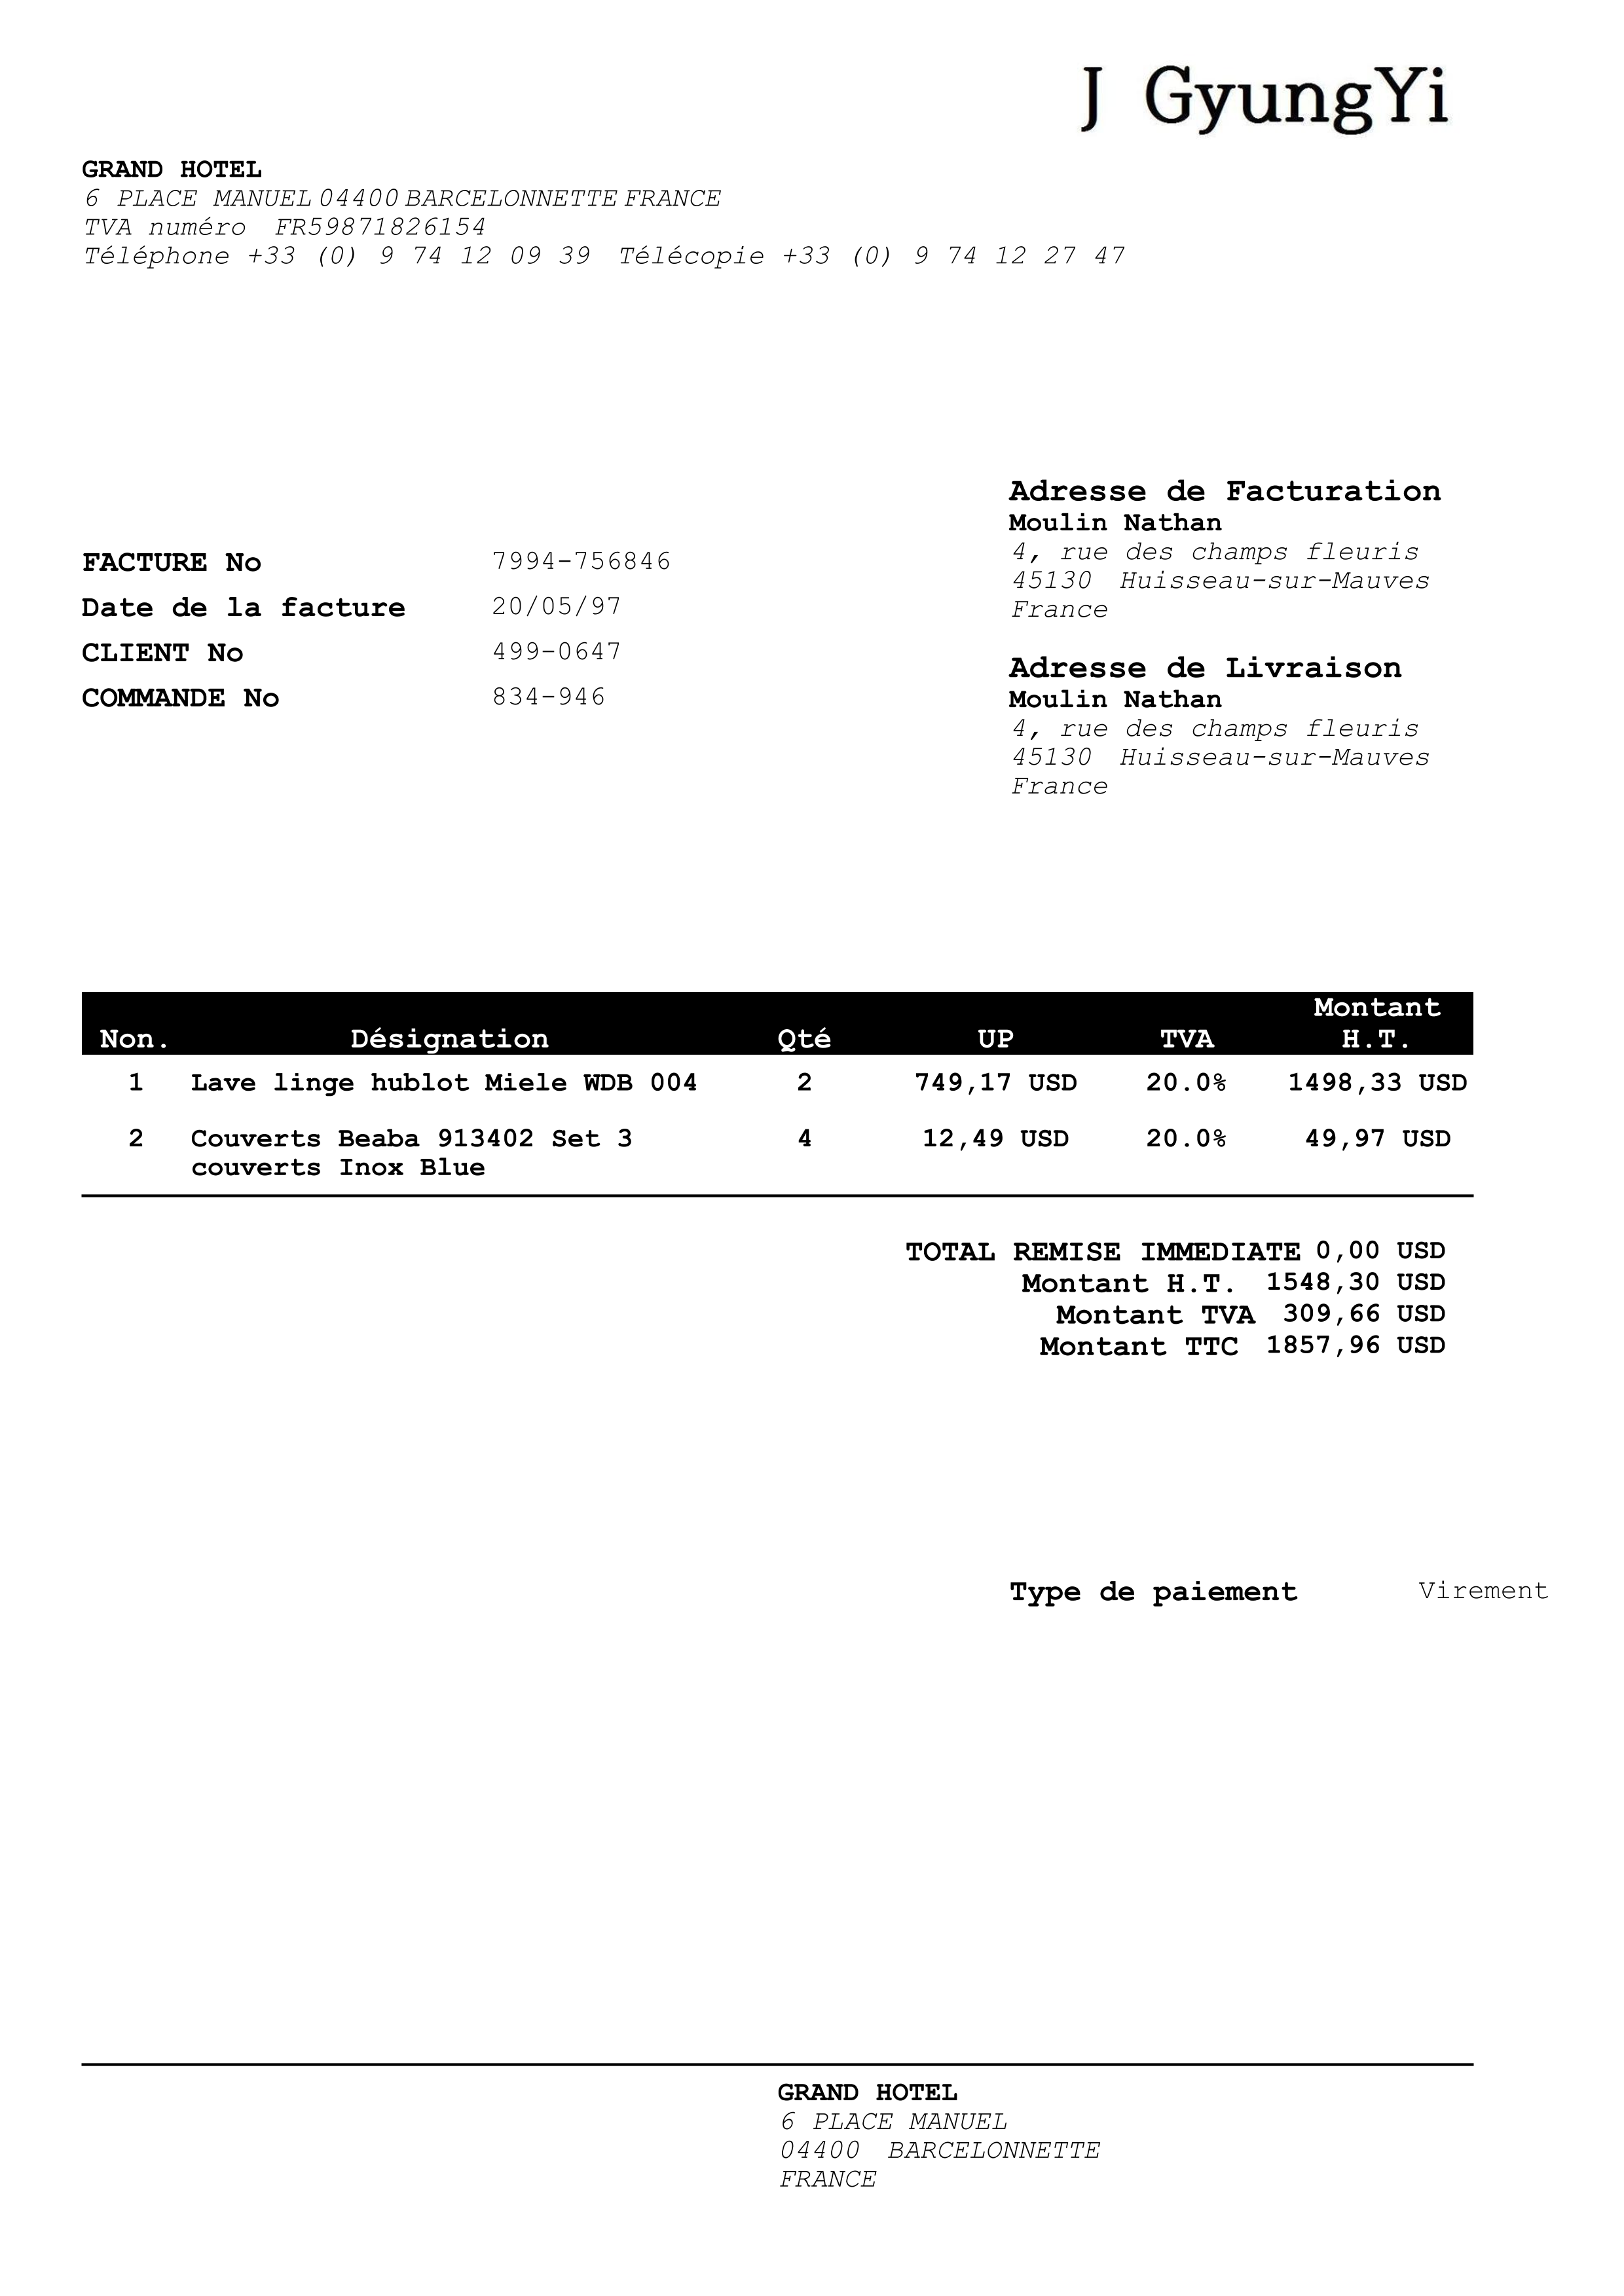 J GyungYi
GRAND HOTEL
6 PLACE MANUEL 04400 BARCELONNETTE FRANCE
TVA numéro FR59871826154
Téléphone +33 (0) 9 74 12 09 39 Télécopie +33 (0) 9 74 12 27 47
Adresse de Facturation
Moulin Nathan
4, rue des champs fleuris
45130 Huisseau-sur-Mauves
France
FACTURE No 7994-756846
Date de la facture 20/05/97
CLIENT No 499-0647
COMMANDE No 834-946
Adresse de Livraison
Moulin Nathan
4, rue des champs fleuris
45130 Huisseau-sur-Mauves
France
Non. Désignation Qté UP TVA Montant
H.T.
1 Lave linge hublot Miele WDB 004 2 749,17 USD 20.0% 1498,33 USD
2 Couverts Beaba 913402 Set 3 4 12,49 USD 20.0% 49,97 USD
couverts Inox Blue
TOTAL REMISE IMMEDIATE 0,00 USD
Montant H.T. 1548,30 USD
Montant TVA 309,66 USD
Montant TTC 1857,96 USD
Type de paiement Virement
GRAND HOTEL
6 PLACE MANUEL
04400 BARCELONNETTE
FRANCE